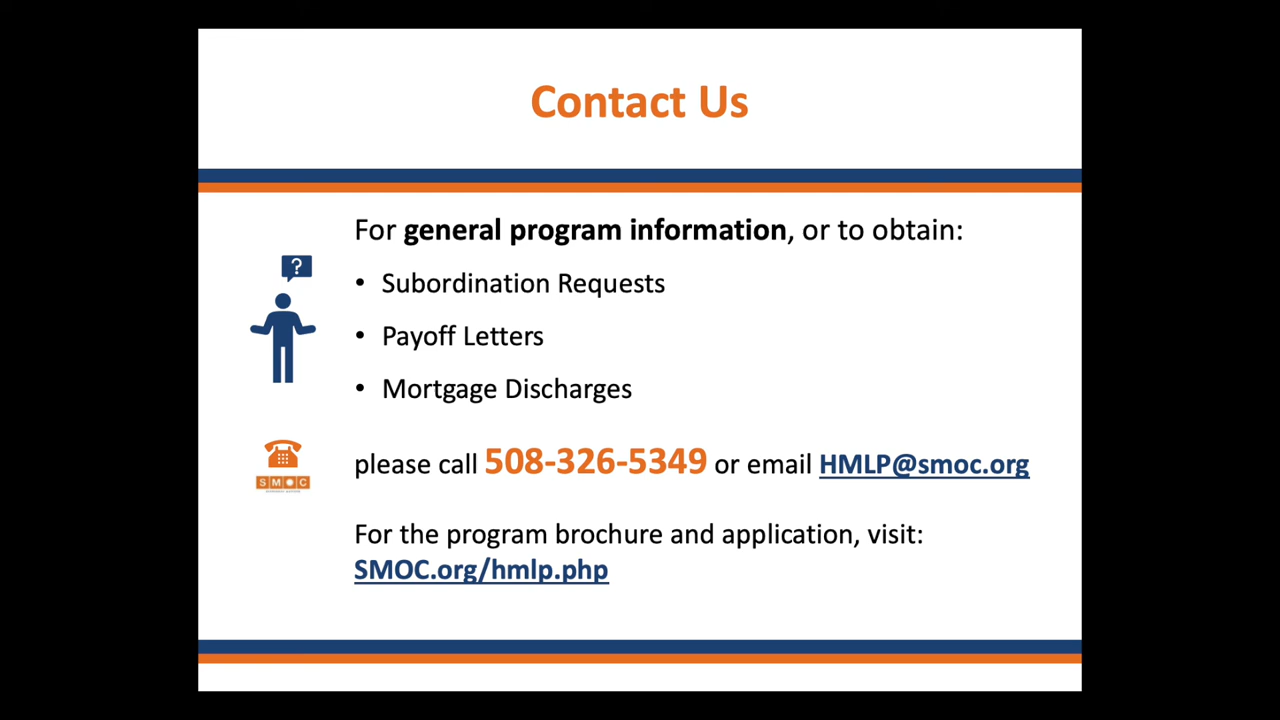 Contact Us
For general program information, or to obtain:
?
• Subordination Requests
• Payoff Letters
• Mortgage Discharges
please call 508-326-5349 or email HMLP@smoc.org
SMOC
For the program brochure and application, visit:
SMOC.org/hmlp.php